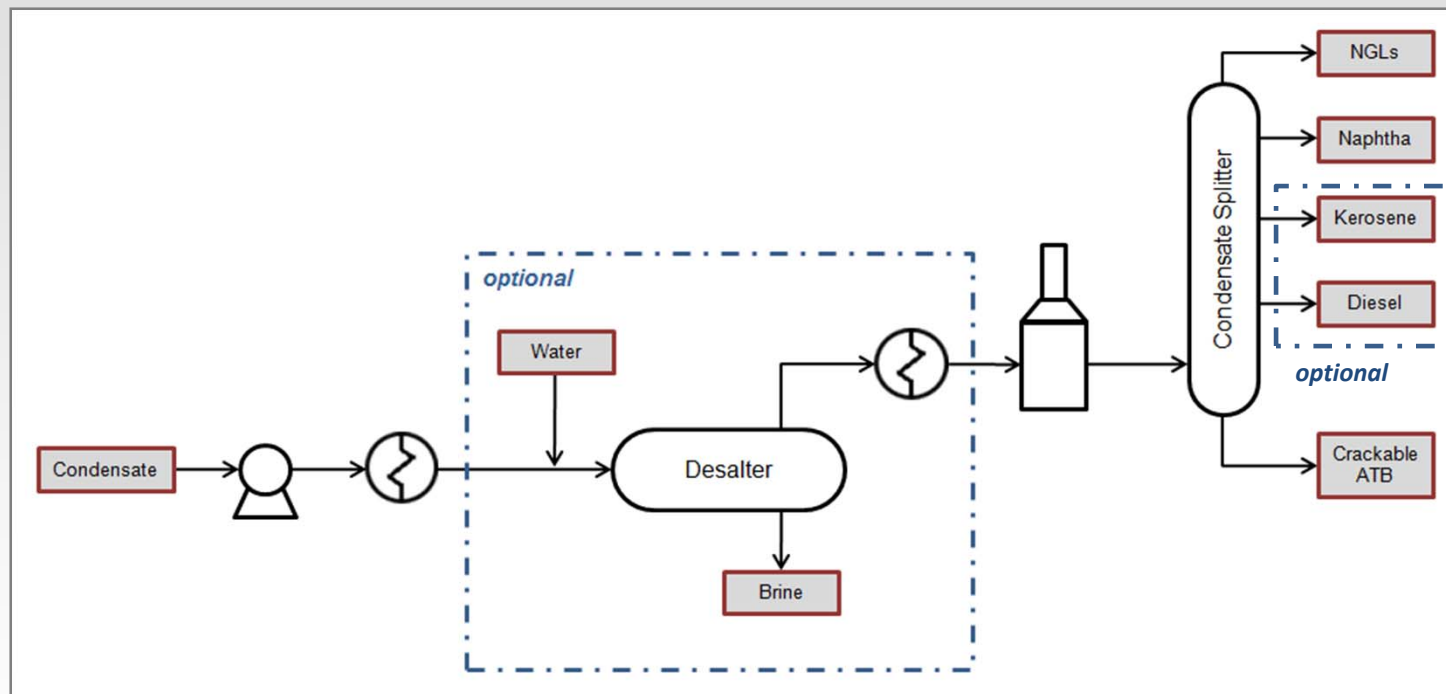 NGLs
Naphtha
Condensate Splitter
Kerosene
optional
Diesel
Water
optional
Condensate
Desalter
Crackable
ATB
Brine